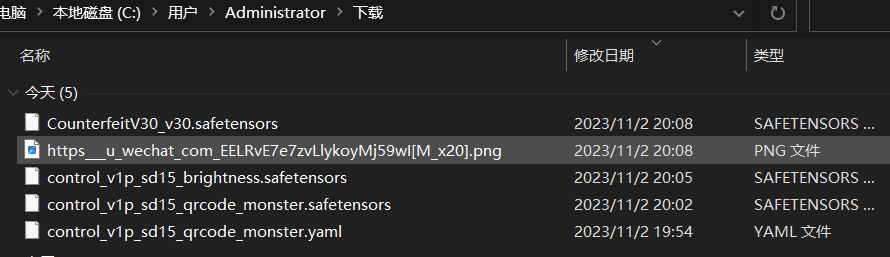 电脑 本地磁盘 (C:) 用户 Administrator 下载
名称 修改日期 类型
今天 (5)
CounterfeitV30_v30.safetensors 2023/11/2 20:08 SAFETENSORS ...
https___u_wechat_com_EELRvE7e7zvLlykoyMj59wI[M_x20].png 2023/11/2 20:08 PNG 文件
control_v1p_sd15_brightness.safetensors 2023/11/2 20:05 SAFETENSORS ...
control_v1p_sd15_qrcode_monster.safetensors 2023/11/2 20:02 SAFETENSORS ...
control_v1p_sd15_qrcode_monster.yaml 2023/11/2 19:54 YAML 文件